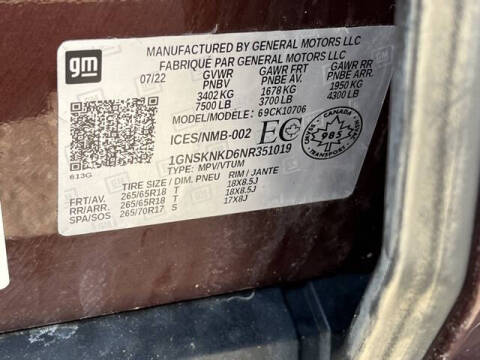 gm
MANUFACTURED BY GENERAL MOTORS LLC
FABRIQUÉ PAR GENERAL MOTORS LLC
07/22 GVWR GAWR FRT GAWR RR
PNBV PNBE AV. PNBE ARR.
3402 KG 1678 KG 1950 KG
7500 LB 3700 LB 4300 LB
MODEL/MODELE: 69CK10706
ICES/NMB-002 EC
CANADA
985
1GNSKNKD6NR351019
613G
TYPE: MPV/VTUM
TIRE SIZE / DIM. PNEU RIM / JANTE
FRT/AV. 265/65R18 T 18X8.5J
RR/ARR. 265/65R18 T 18X8.5J
SPA/SOS 265/70R17 S 17X8J